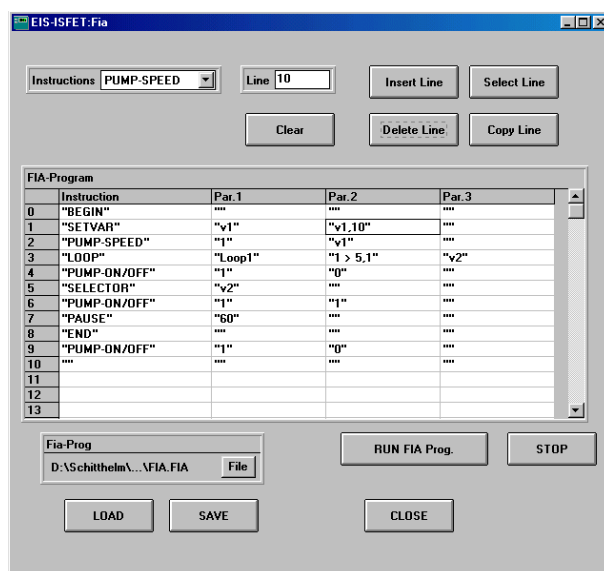 EIS-ISFET:Fia
Instructions PUMP-SPEED Line 10 Insert Line Select Line
Clear Delete Line Copy Line
FIA-Program
Instruction Par.1 Par.2 Par.3
0 "BEGIN" "" "" ""
1 "SETVAR" "v1" "v1,10" ""
2 "PUMP-SPEED" "1" "v1" ""
3 "LOOP" "Loop1" "1 > 5,1" "v2"
4 "PUMP-ON/OFF" "1" "0" ""
5 "SELECTOR" "v2" "" ""
6 "PUMP-ON/OFF" "1" "1" ""
7 "PAUSE" "60" "" ""
8 "END" "" "" ""
9 "PUMP-ON/OFF" "1" "0" ""
10 "" "" "" ""
11
12
13
Fia-Prog
D:\Schitthelm\...\FIA.FIA File
RUN FIA Prog. STOP
LOAD SAVE CLOSE